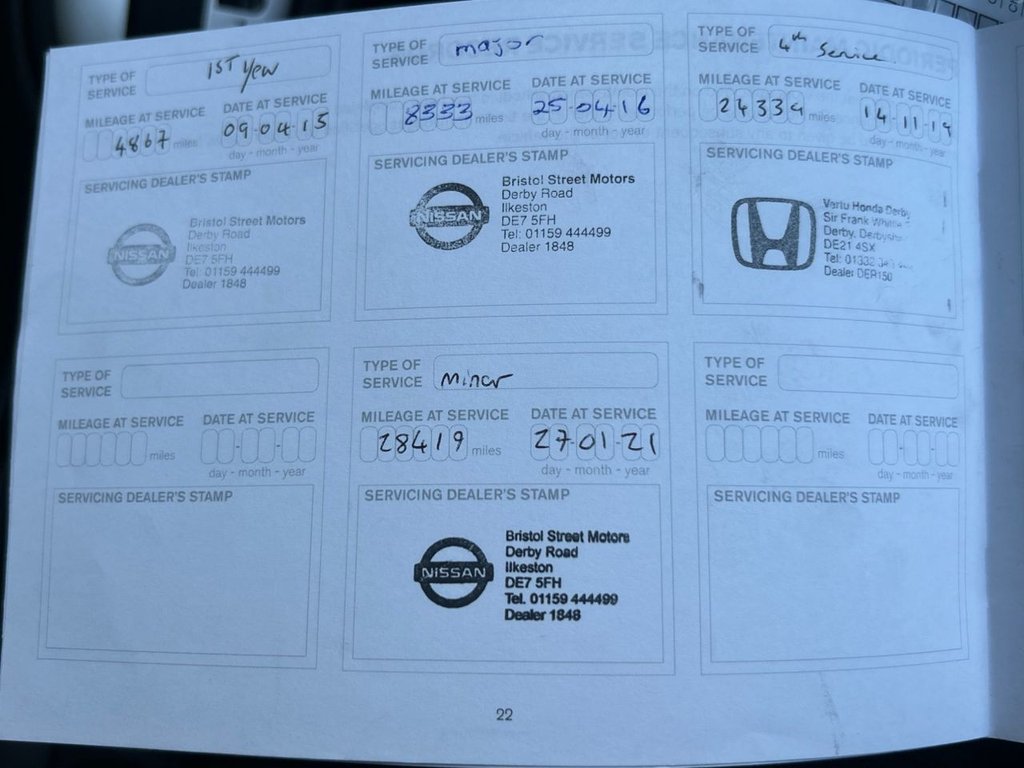 TYPE OF SERVICE 1ST Year
MILEAGE AT SERVICE DATE AT SERVICE
4867 miles 09-04-15
day - month - year
SERVICING DEALER'S STAMP
NISSAN
Bristol Street Motors
Derby Road
Ilkeston
DE7 5FH
Tel: 01159 444499
Dealer 1848
TYPE OF SERVICE major
MILEAGE AT SERVICE DATE AT SERVICE
8333 miles 25-04-16
day - month - year
SERVICING DEALER'S STAMP
NISSAN
Bristol Street Motors
Derby Road
Ilkeston
DE7 5FH
Tel: 01159 444499
Dealer 1848
TYPE OF SERVICE 4th Service
MILEAGE AT SERVICE DATE AT SERVICE
24334 miles 14-11-19
day - month - year
SERVICING DEALER'S STAMP
Vertu Honda Derby
Sir Frank
Derby,
DE21 4SX
Tel: 01332
Dealer DER150
TYPE OF SERVICE
MILEAGE AT SERVICE DATE AT SERVICE
miles
day - month - year
SERVICING DEALER'S STAMP
TYPE OF SERVICE Minor
MILEAGE AT SERVICE DATE AT SERVICE
28419 miles 27-01-21
day - month - year
SERVICING DEALER'S STAMP
NISSAN
Bristol Street Motors
Derby Road
Ilkeston
DE7 5FH
Tel. 01159 444499
Dealer 1848
TYPE OF SERVICE
MILEAGE AT SERVICE DATE AT SERVICE
miles
day - month - year
SERVICING DEALER'S STAMP
22